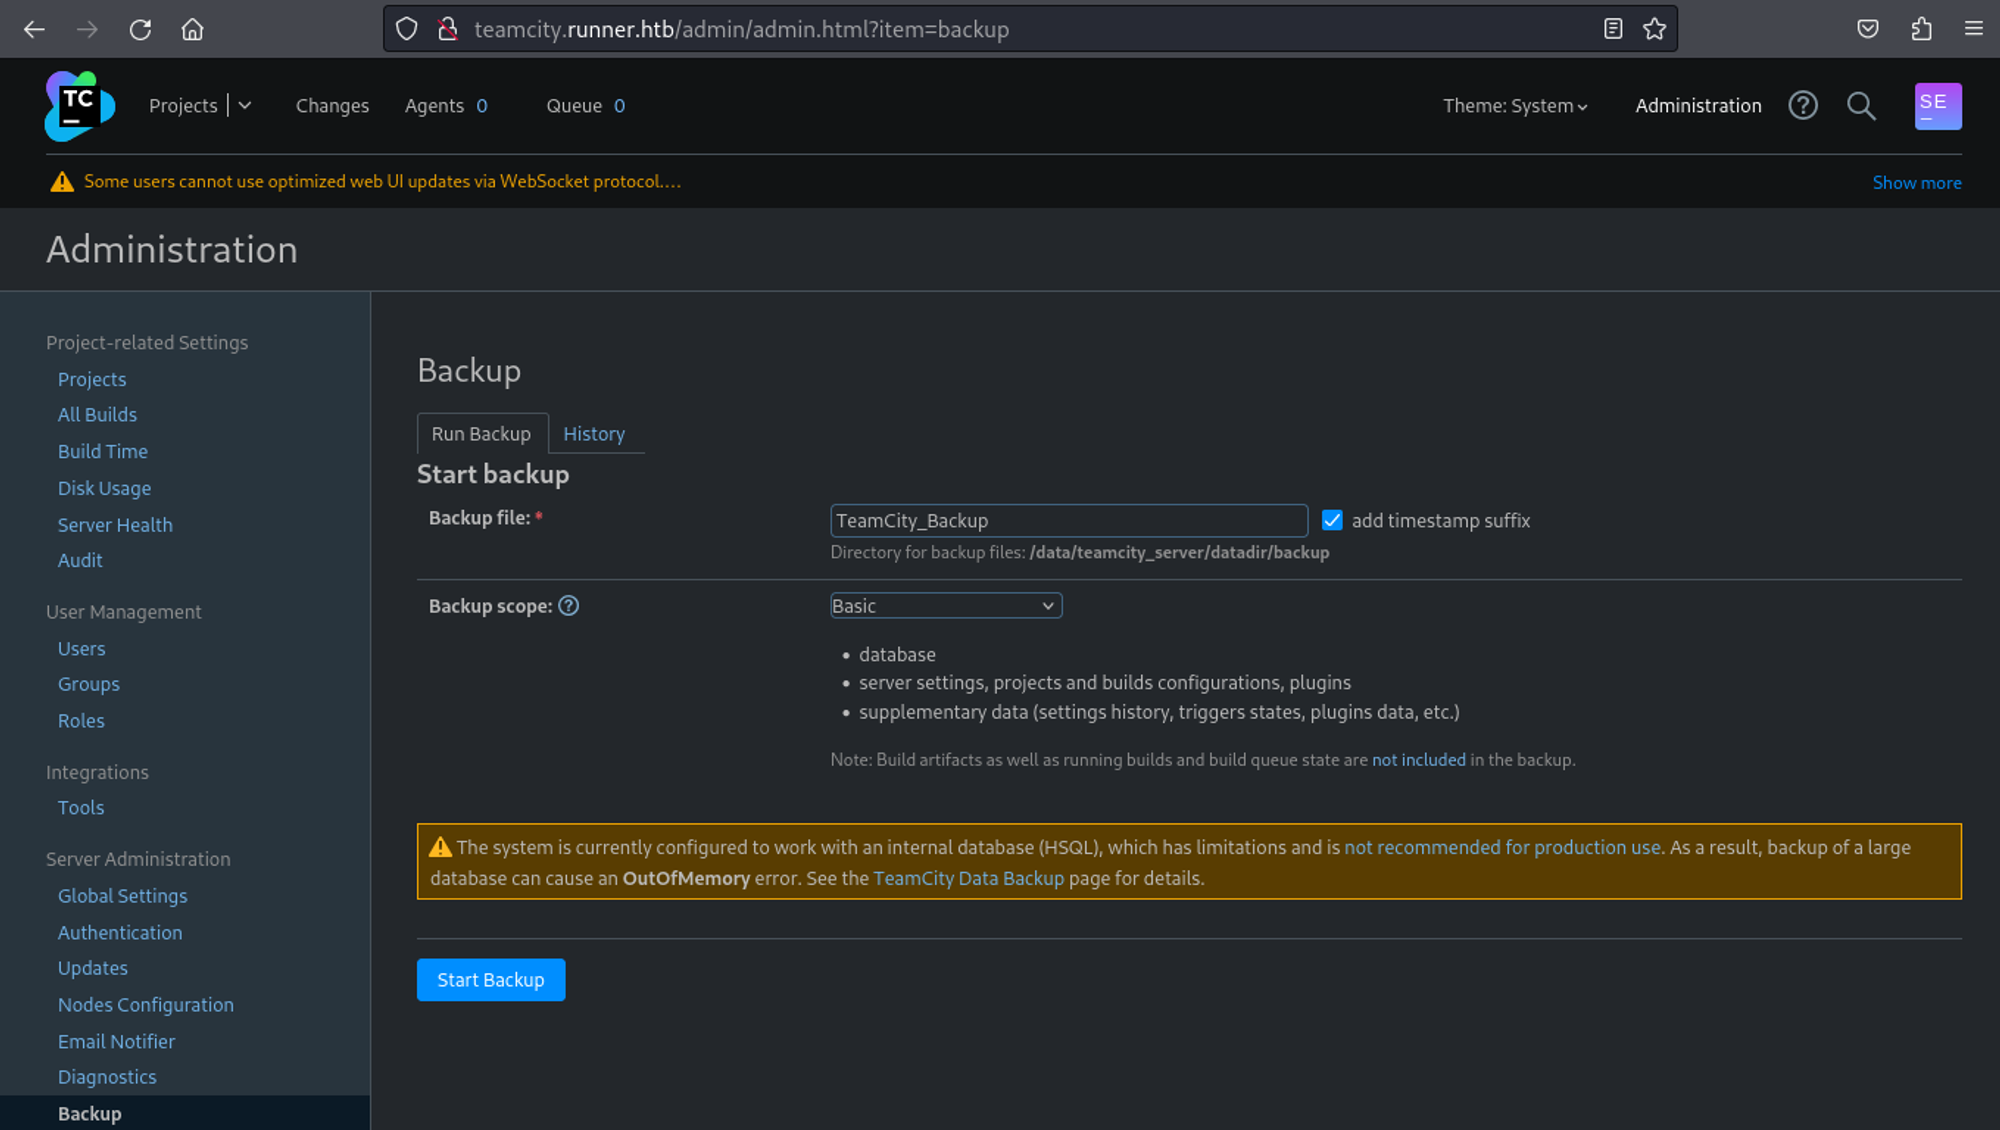 teamcity.runner.htb/admin/admin.html?item=backup
TC
Projects Changes Agents 0 Queue 0 Theme: System Administration ? SE
Some users cannot use optimized web UI updates via WebSocket protocol.... Show more
Administration
Project-related Settings
Projects
All Builds
Build Time
Disk Usage
Server Health
Audit
User Management
Users
Groups
Roles
Integrations
Tools
Server Administration
Global Settings
Authentication
Updates
Nodes Configuration
Email Notifier
Diagnostics
Backup
Backup
Run Backup History
Start backup
Backup file: * TeamCity_Backup add timestamp suffix
Directory for backup files: /data/teamcity_server/datadir/backup
Backup scope: ? Basic
• database
• server settings, projects and builds configurations, plugins
• supplementary data (settings history, triggers states, plugins data, etc.)
Note: Build artifacts as well as running builds and build queue state are not included in the backup.
The system is currently configured to work with an internal database (HSQL), which has limitations and is not recommended for production use. As a result, backup of a large
database can cause an OutOfMemory error. See the TeamCity Data Backup page for details.
Start Backup